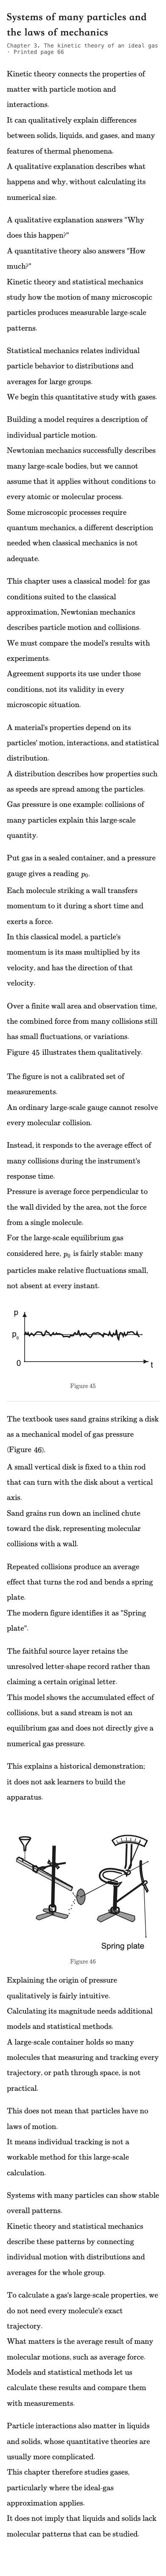 Systems of many particles and
the laws of mechanics
Chapter 3. The kinetic theory of an ideal gas
· Printed page 66
Kinetic theory connects the properties of
matter with particle motion and
interactions.
It can qualitatively explain differences
between solids, liquids, and gases, and many
features of thermal phenomena.
A qualitative explanation describes what
happens and why, without calculating its
numerical size.
A qualitative explanation answers “Why
does this happen?”
A quantitative theory also answers “How
much?”
Kinetic theory and statistical mechanics
study how the motion of many microscopic
particles produces measurable large-scale
patterns.
Statistical mechanics relates individual
particle behavior to distributions and
averages for large groups.
We begin this quantitative study with gases.
Building a model requires a description of
individual particle motion.
Newtonian mechanics successfully describes
many large-scale bodies, but we cannot
assume that it applies without conditions to
every atomic or molecular process.
Some microscopic processes require
quantum mechanics, a different description
needed when classical mechanics is not
adequate.
This chapter uses a classical model: for gas
conditions suited to the classical
approximation, Newtonian mechanics
describes particle motion and collisions.
We must compare the model's results with
experiments.
Agreement supports its use under those
conditions, not its validity in every
microscopic situation.
A material's properties depend on its
particles' motion, interactions, and statistical
distribution.
A distribution describes how properties such
as speeds are spread among the particles.
Gas pressure is one example: collisions of
many particles explain this large-scale
quantity.
Put gas in a sealed container, and a pressure
gauge gives a reading p₀.
Each molecule striking a wall transfers
momentum to it during a short time and
exerts a force.
In this classical model, a particle's
momentum is its mass multiplied by its
velocity, and has the direction of that
velocity.
Over a finite wall area and observation time,
the combined force from many collisions still
has small fluctuations, or variations.
Figure 45 illustrates them qualitatively.
The figure is not a calibrated set of
measurements.
An ordinary large-scale gauge cannot resolve
every molecular collision.
Instead, it responds to the average effect of
many collisions during the instrument's
response time.
Pressure is average force perpendicular to
the wall divided by area, not the force
from a single molecule.
For the large-scale equilibrium gas
considered here, p₀ is fairly stable: many
particles make relative fluctuations small,
not absent at every instant.
p
p₀
0
t
Figure 45
The textbook uses sand grains striking a disk
as a mechanical model of gas pressure
(Figure 46).
A small vertical disk is fixed to a thin rod
that can turn with the disk about a vertical
axis.
Sand grains run down an inclined chute
toward the disk, representing molecular
collisions with a wall.
Repeated collisions produce an average
effect that turns the rod and bends a spring
plate.
The modern figure identifies it as “Spring
plate”.
The faithful source layer retains the
unresolved letter-shape record rather than
claiming a certain original letter.
This model shows the accumulated effect of
collisions, but a sand stream is not an
equilibrium gas and does not directly give a
numerical gas pressure.
This explains a historical demonstration;
it does not ask learners to build the
apparatus.
Spring plate
Figure 46
Explaining the origin of pressure
qualitatively is fairly intuitive.
Calculating its magnitude needs additional
models and statistical methods.
A large-scale container holds so many
molecules that measuring and tracking every
trajectory, or path through space, is not
practical.
This does not mean that particles have no
laws of motion.
It means individual tracking is not a
workable method for this large-scale
calculation.
Systems with many particles can show stable
overall patterns.
Kinetic theory and statistical mechanics
describe these patterns by connecting
individual motion with distributions and
averages for the whole group.
To calculate a gas's large-scale properties, we
do not need every molecule's exact
trajectory.
What matters is the average result of many
molecular motions, such as average force.
Models and statistical methods let us
calculate these results and compare them
with measurements.
Particle interactions also matter in liquids
and solids, whose quantitative theories are
usually more complicated.
This chapter therefore studies gases,
particularly where the ideal-gas
approximation applies.
It does not imply that liquids and solids lack
molecular patterns that can be studied.